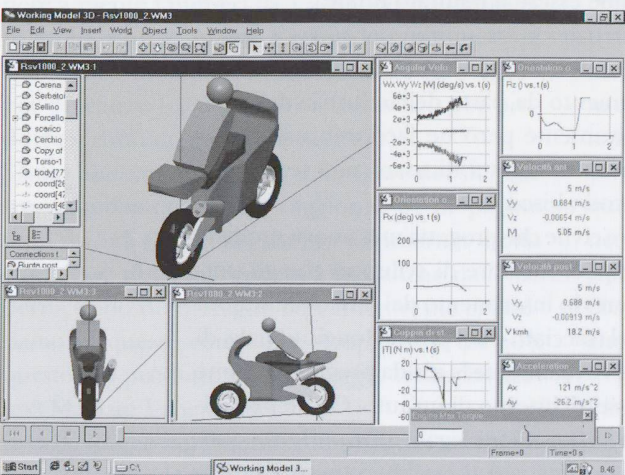 Working Model 3D - Rsv1000_2.WM3
File Edit View Insert World Object Tools Window Help
Rsv1000_2.WM3:1
Carena
Serbatoi
Sellino
Forcello
scarico
Cerchio
Copy of
Torso-1
body[77
coord[26
coord[47
coord[48
Connections t
Ruota post
Rsv1000_2.WM3:3
Rsv1000_2.WM3:2
Angular Velo
Wx Wy Wz |W| (deg/s) vs. t (s)
6e+3
4e+3
2e+3
0
-2e+3
-4e+3
-6e+3
0 1 2
Orientation o
Rx (deg) vs. t (s)
200
100
0
0 1 2
Coppia di st
|T| (N m) vs. t (s)
20
0
-20
-40
-60
Orientation o
Rz () vs. t (s)
0
0 1 2
Velocità ant
Vx 5 m/s
Vy 0.684 m/s
Vz -0.00654 m/s
|V| 5.05 m/s
Velocità post
Vx 5 m/s
Vy 0.688 m/s
Vz -0.00919 m/s
V kmh 18.2 m/s
Acceleration
Ax 121 m/s^2
Ay -26.2 m/s^2
Engine Max Torque
0
Frame=0 Time=0 s
Start
C:\
Working Model 3...
8.46